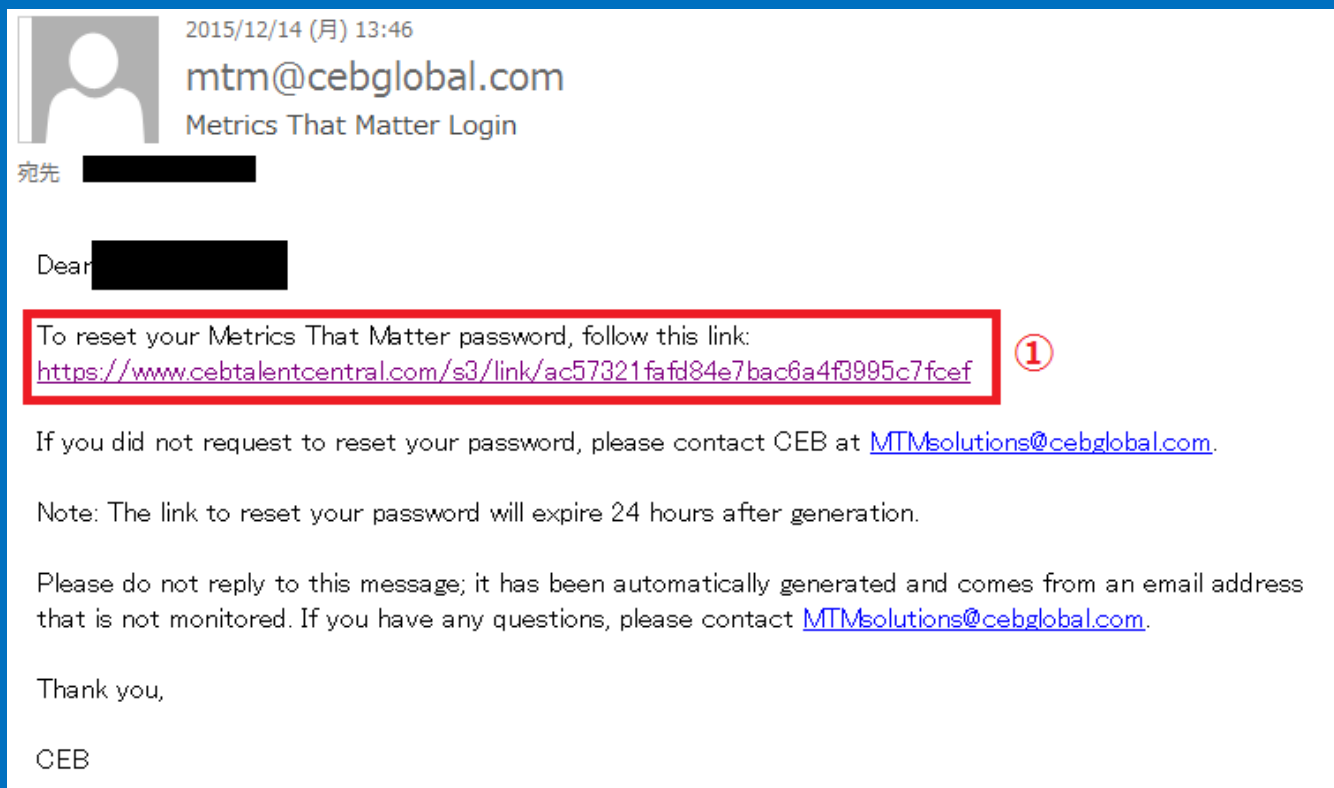 2015/12/14 (月) 13:46
mtm@cebglobal.com
Metrics That Matter Login
宛先
Dear
To reset your Metrics That Matter password, follow this link:
https://www.cebtalentcentral.com/s3/link/ac57321fafd84e7bac6a4f3995c7fcef
①
If you did not request to reset your password, please contact CEB at MTMsolutions@cebglobal.com.
Note: The link to reset your password will expire 24 hours after generation.
Please do not reply to this message; it has been automatically generated and comes from an email address
that is not monitored. If you have any questions, please contact MTMsolutions@cebglobal.com.
Thank you,
CEB